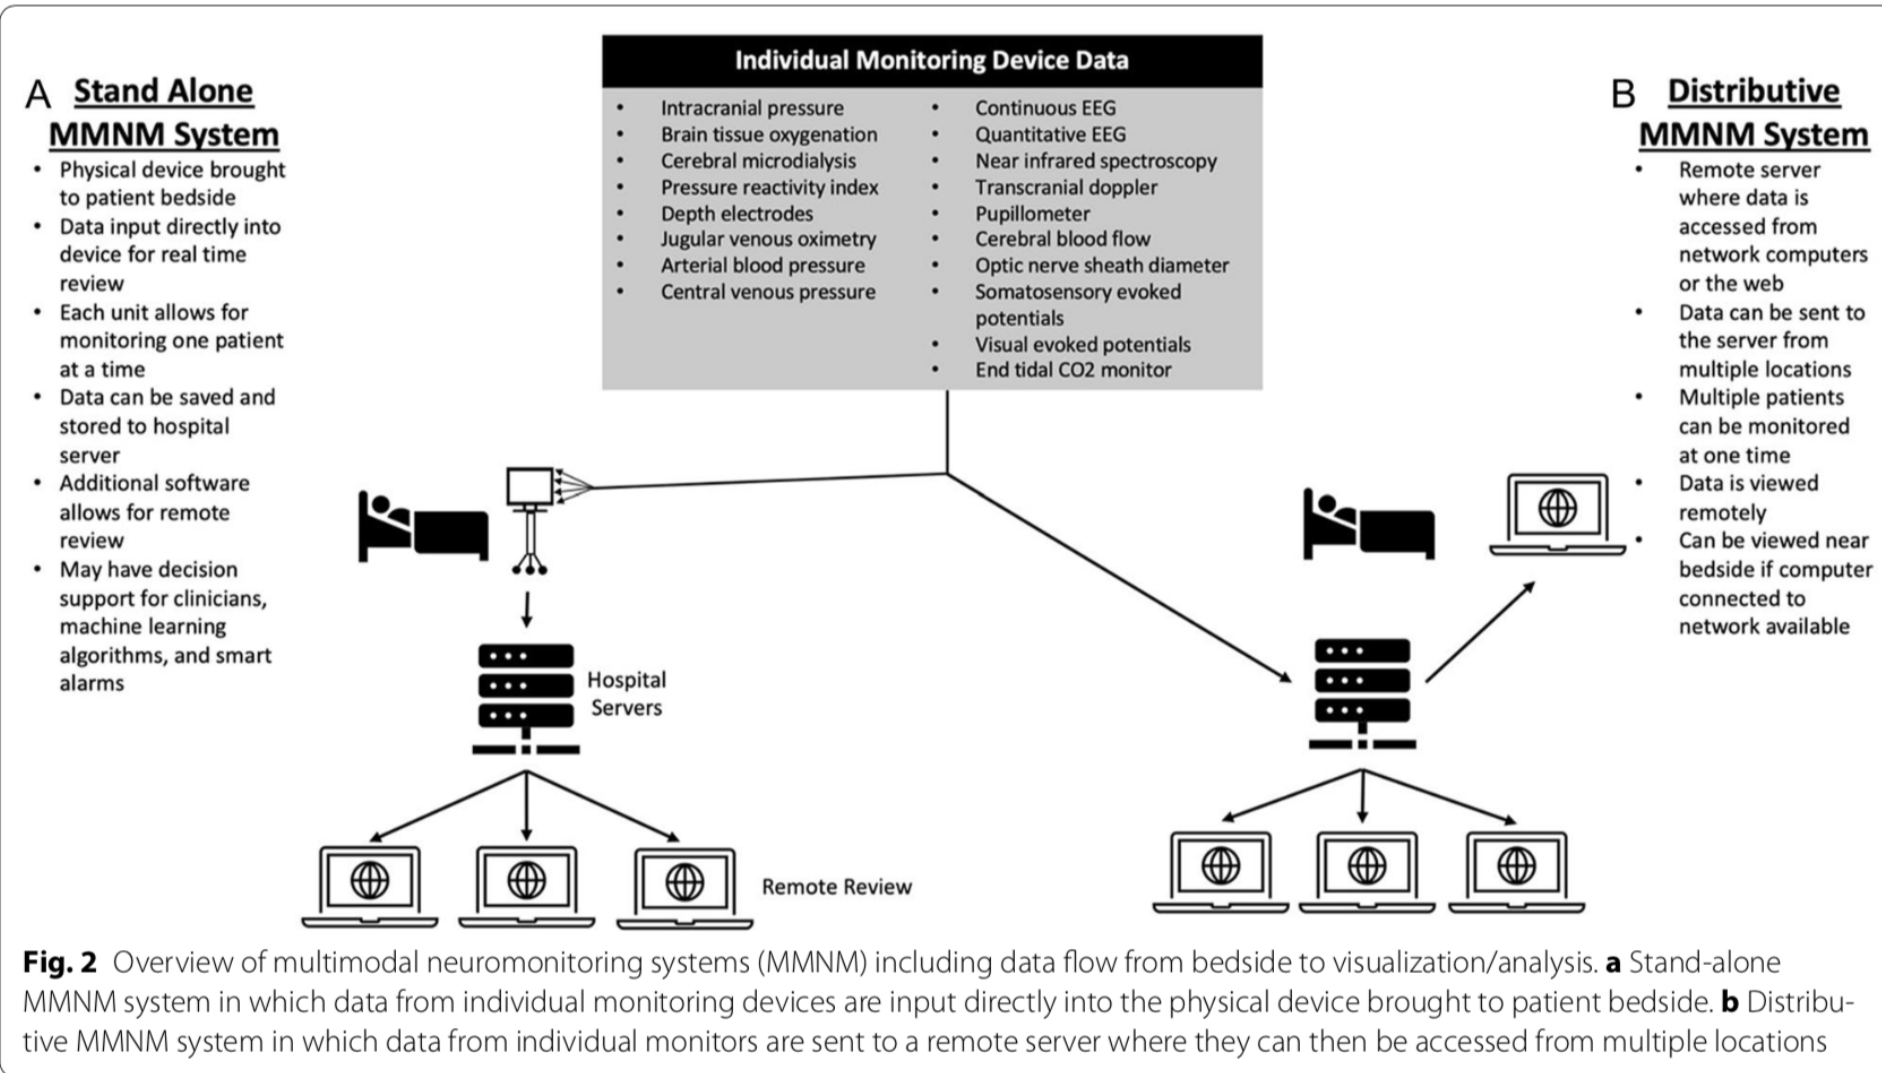 A Stand Alone
MMNM System
• Physical device brought
to patient bedside
• Data input directly into
device for real time
review
• Each unit allows for
monitoring one patient
at a time
• Data can be saved and
stored to hospital
server
• Additional software
allows for remote
review
• May have decision
support for clinicians,
machine learning
algorithms, and smart
alarms
Individual Monitoring Device Data
• Intracranial pressure
• Brain tissue oxygenation
• Cerebral microdialysis
• Pressure reactivity index
• Depth electrodes
• Jugular venous oximetry
• Arterial blood pressure
• Central venous pressure
• Continuous EEG
• Quantitative EEG
• Near infrared spectroscopy
• Transcranial doppler
• Pupillometer
• Cerebral blood flow
• Optic nerve sheath diameter
• Somatosensory evoked
potentials
• Visual evoked potentials
• End tidal CO2 monitor
B Distributive
MMNM System
• Remote server
where data is
accessed from
network computers
or the web
• Data can be sent to
the server from
multiple locations
• Multiple patients
can be monitored
at one time
• Data is viewed
remotely
• Can be viewed near
bedside if computer
connected to
network available
Hospital
Servers
Remote Review
Fig. 2 Overview of multimodal neuromonitoring systems (MMNM) including data flow from bedside to visualization/analysis. a Stand-alone
MMNM system in which data from individual monitoring devices are input directly into the physical device brought to patient bedside. b Distribu-
tive MMNM system in which data from individual monitors are sent to a remote server where they can then be accessed from multiple locations